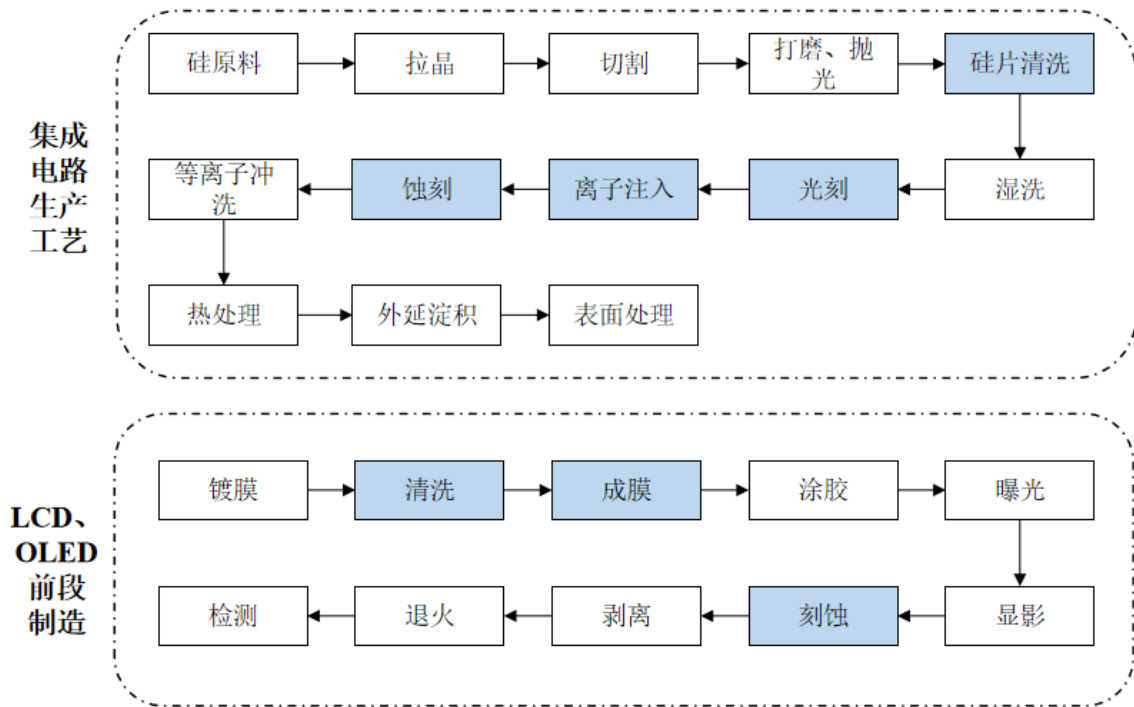 集成
电路
生产
工艺
硅原料
拉晶
切割
打磨、抛
光
硅片清洗
等离子冲
洗
蚀刻
离子注入
光刻
湿洗
热处理
外延淀积
表面处理
LCD、
OLED
前段
制造
镀膜
清洗
成膜
涂胶
曝光
检测
退火
剥离
刻蚀
显影